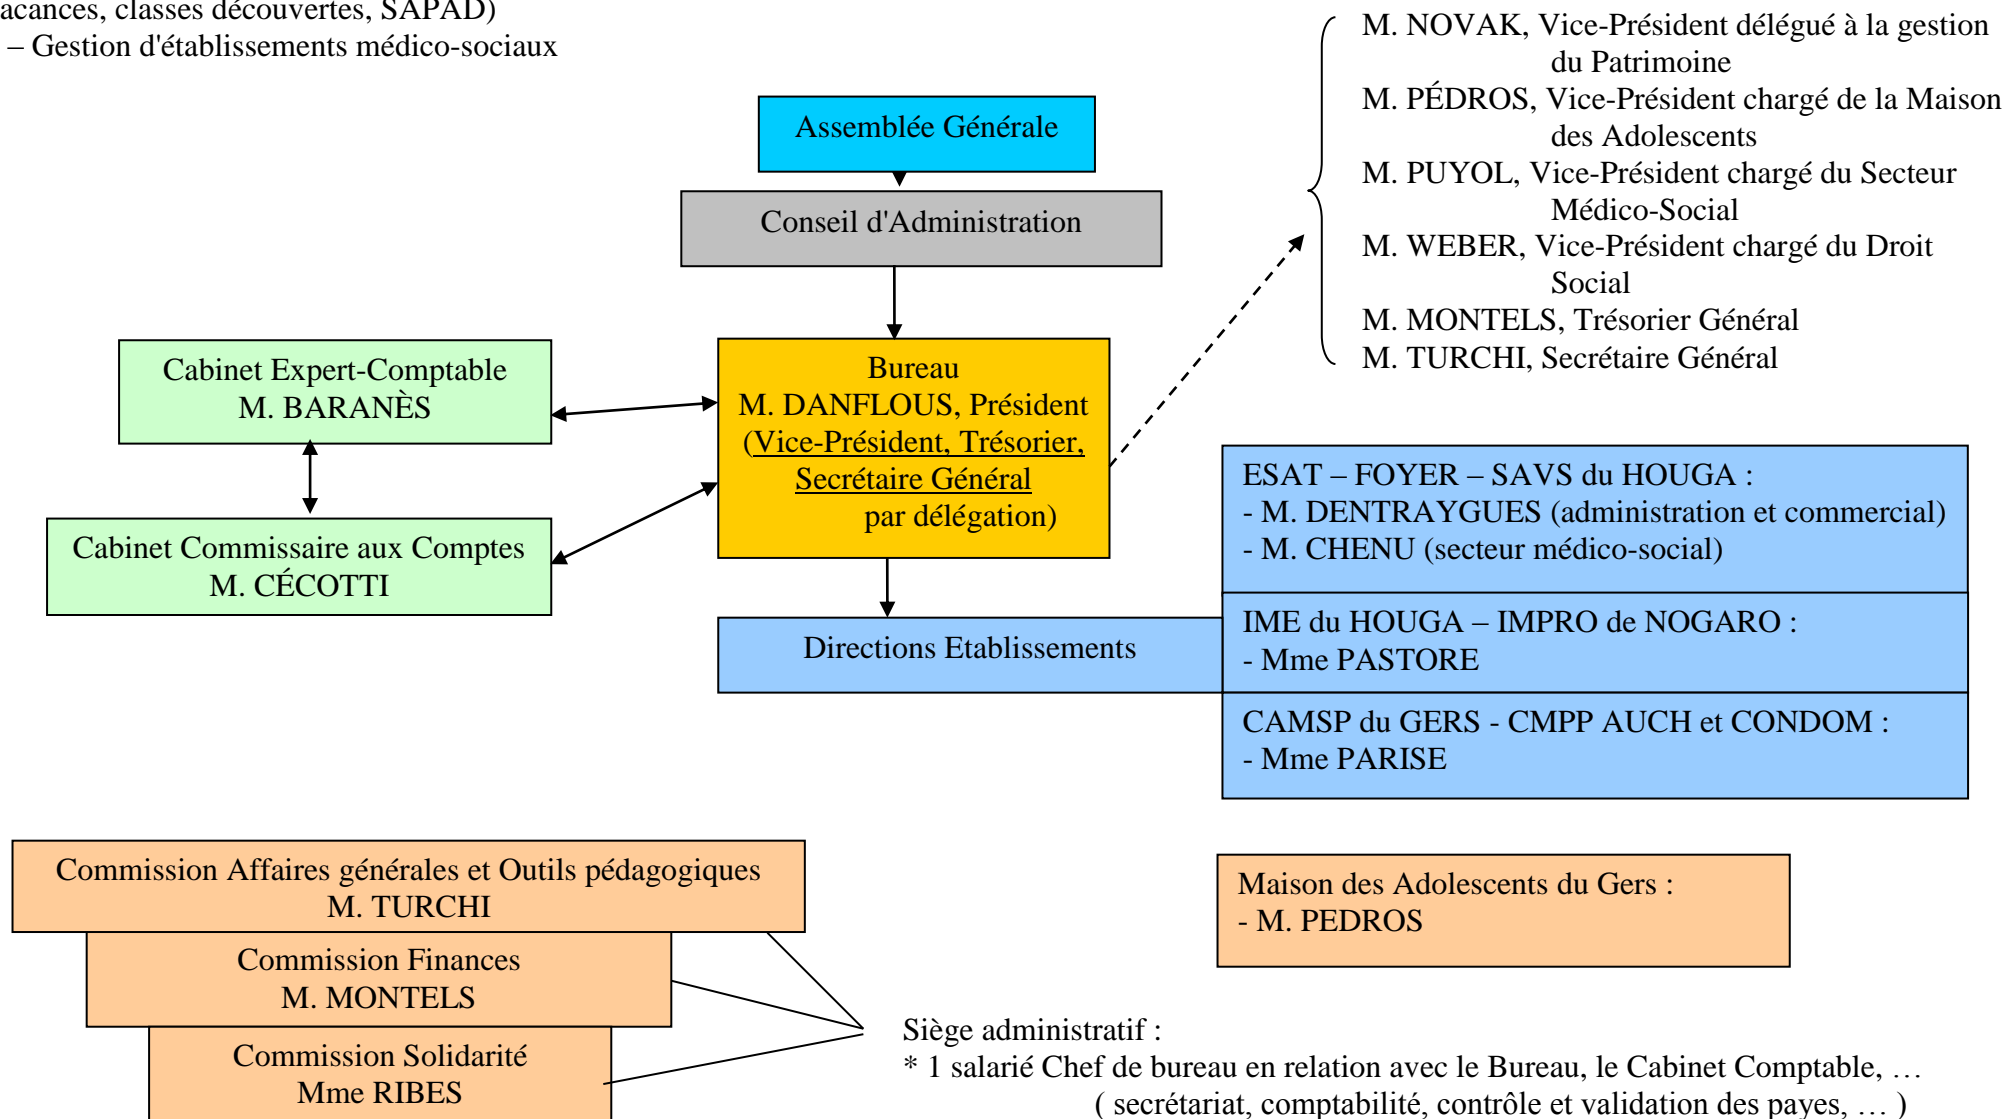 acances, classes découvertes, SAPAD)
– Gestion d'établissements médico-sociaux
M. NOVAK, Vice-Président délégué à la gestion
du Patrimoine
M. PÉDROS, Vice-Président chargé de la Maison
des Adolescents
M. PUYOL, Vice-Président chargé du Secteur
Médico-Social
M. WEBER, Vice-Président chargé du Droit
Social
M. MONTELS, Trésorier Général
M. TURCHI, Secrétaire Général
Assemblée Générale
Conseil d'Administration
Cabinet Expert-Comptable
M. BARANÈS
Bureau
M. DANFLOUS, Président
(Vice-Président, Trésorier,
Secrétaire Général
par délégation)
Cabinet Commissaire aux Comptes
M. CÉCOTTI
Directions Etablissements
ESAT – FOYER – SAVS du HOUGA :
- M. DENTRAYGUES (administration et commercial)
- M. CHENU (secteur médico-social)
IME du HOUGA – IMPRO de NOGARO :
- Mme PASTORE
CAMSP du GERS - CMPP AUCH et CONDOM :
- Mme PARISE
Commission Affaires générales et Outils pédagogiques
M. TURCHI
Commission Finances
M. MONTELS
Commission Solidarité
Mme RIBES
Maison des Adolescents du Gers :
- M. PEDROS
Siège administratif :
* 1 salarié Chef de bureau en relation avec le Bureau, le Cabinet Comptable, …
( secrétariat, comptabilité, contrôle et validation des payes, … )